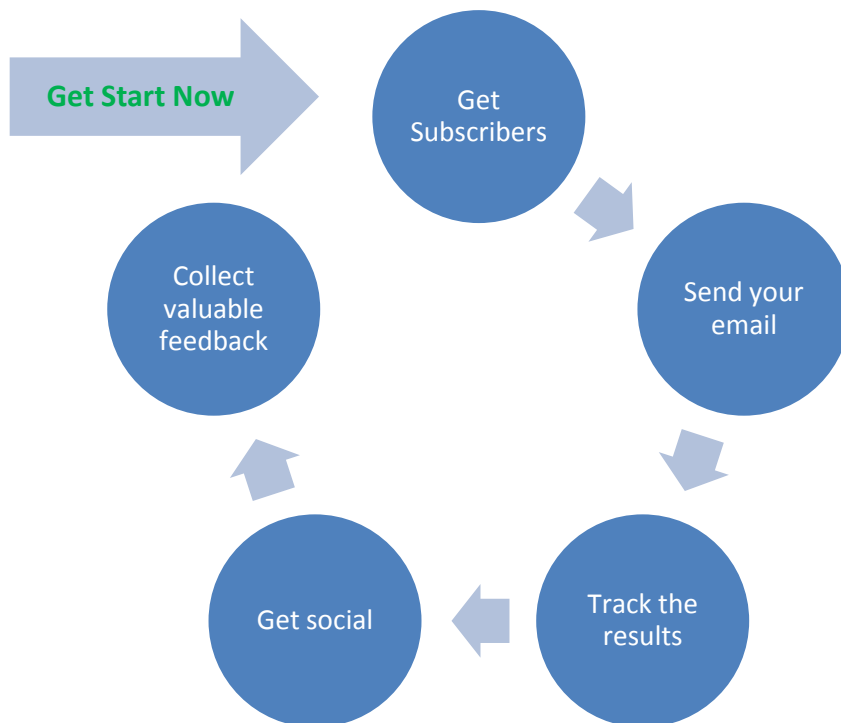 Get Start Now
Get
Subscribers
Send your
email
Track the
results
Get social
Collect
valuable
feedback